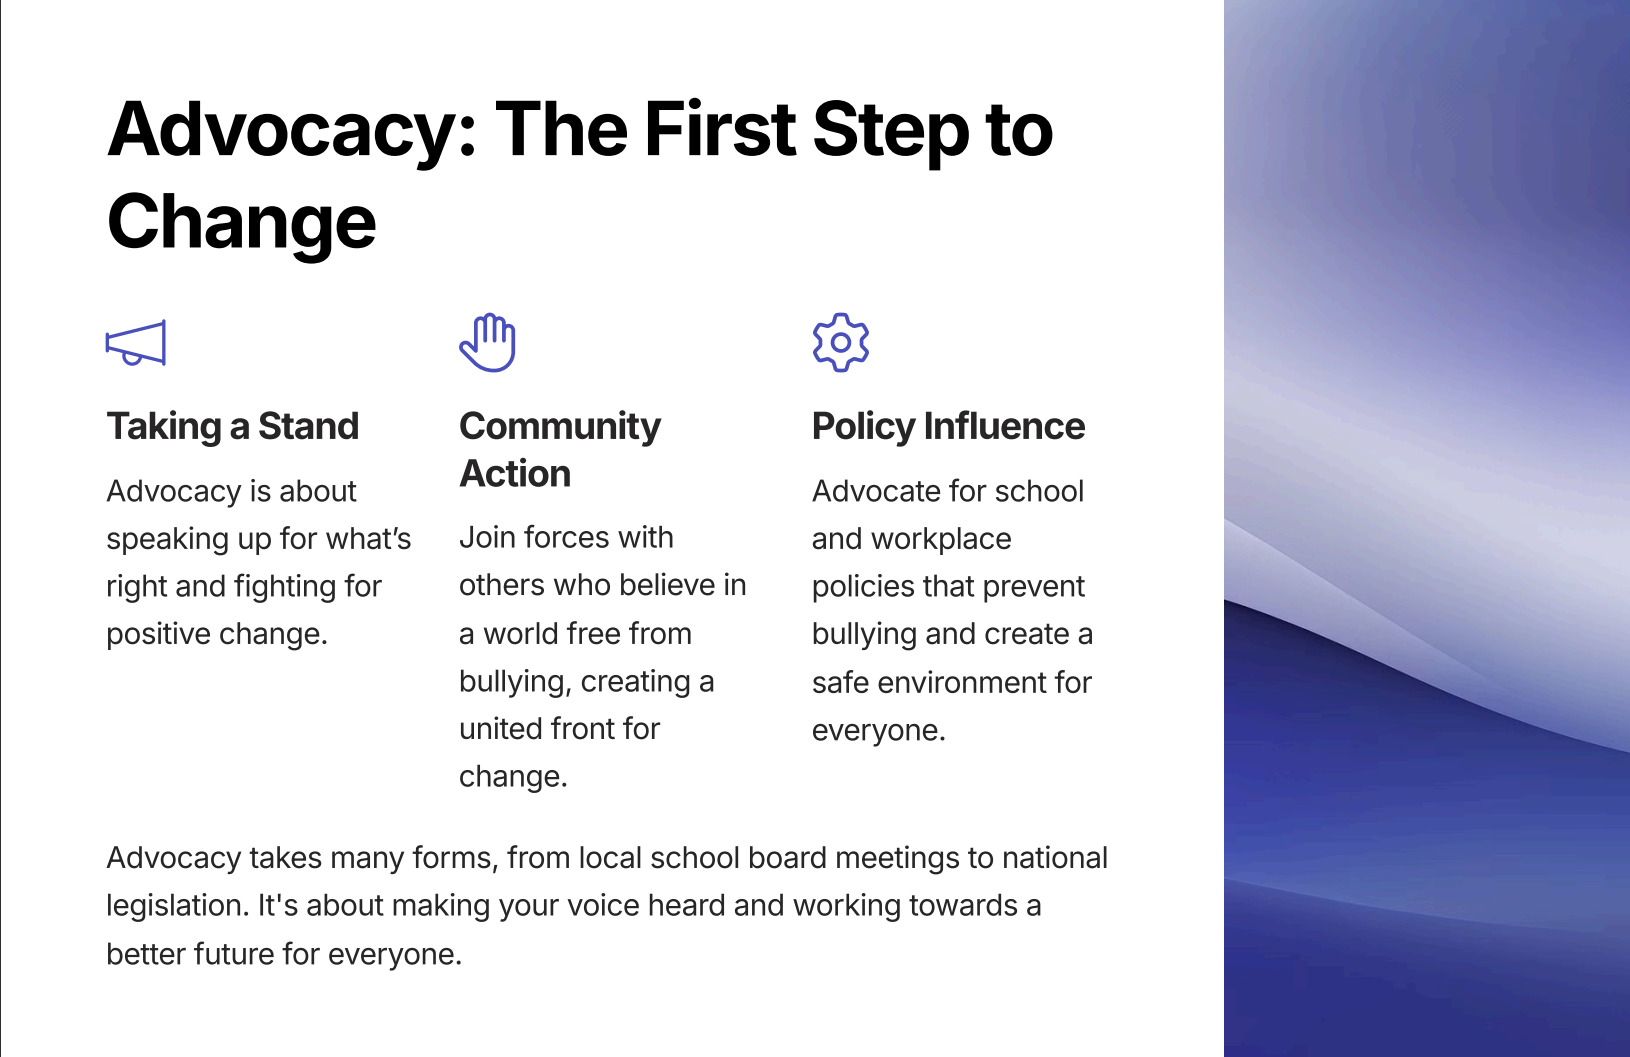 Advocacy: The First Step to
Change
Taking a Stand
Advocacy is about
speaking up for what’s
right and fighting for
positive change.
Community
Action
Join forces with
others who believe in
a world free from
bullying, creating a
united front for
change.
Policy Influence
Advocate for school
and workplace
policies that prevent
bullying and create a
safe environment for
everyone.
Advocacy takes many forms, from local school board meetings to national
legislation. It's about making your voice heard and working towards a
better future for everyone.